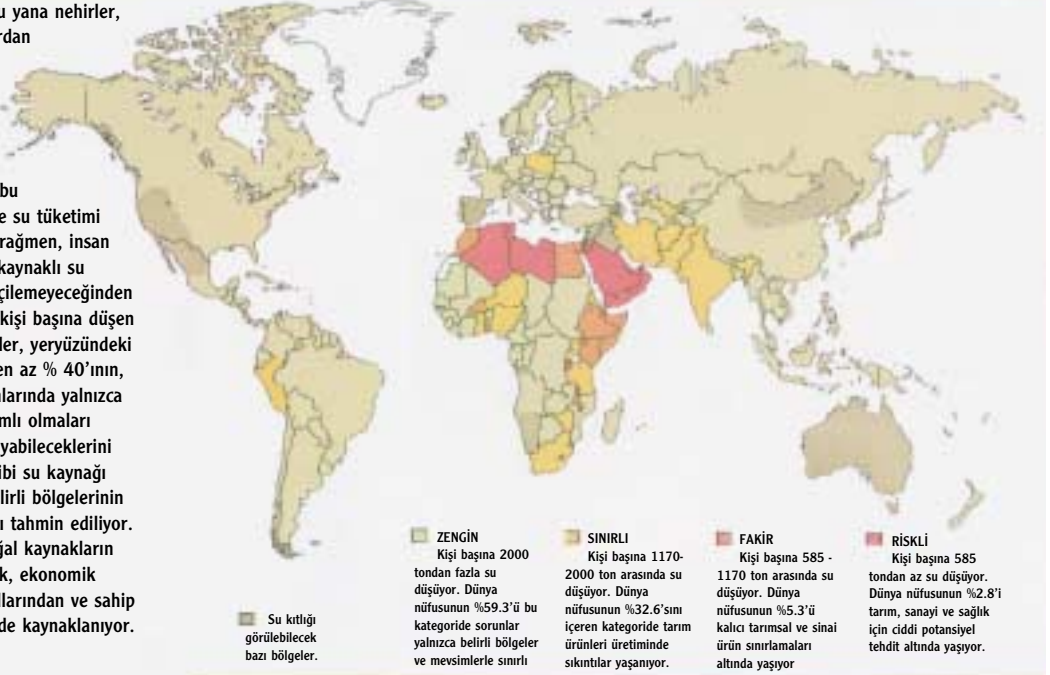 u yana nehirler,
rdan
bu
e su tüketimi
rağmen, insan
kaynaklı su
çilemeyeceğinden
kişi başına düşen
ler, yeryüzündeki
en az % 40'ının,
nlarında yalnızca
mlı olmaları
yabileceklerini
ibi su kaynağı
lirli bölgelerinin
ı tahmin ediliyor.
ğal kaynakların
k, ekonomik
llarından ve sahip
de kaynaklanıyor.
Su kıtlığı
görülebilecek
bazı bölgeler.
ZENGİN
Kişi başına 2000
tondan fazla su
düşüyor. Dünya
nüfusunun %59.3'ü bu
kategoride sorunlar
yalnızca belirli bölgeler
ve mevsimlerle sınırlı
SINIRLI
Kişi başına 1170-
2000 ton arasında su
düşüyor. Dünya
nüfusunun %32.6'sını
içeren kategoride tarım
ürünleri üretiminde
sıkıntılar yaşanıyor.
FAKİR
Kişi başına 585 -
1170 ton arasında su
düşüyor. Dünya
nüfusunun %5.3'ü
kalıcı tarımsal ve sinai
ürün sınırlamaları
altında yaşıyor
RİSKLİ
Kişi başına 585
tondan az su düşüyor.
Dünya nüfusunun %2.8'i
tarım, sanayi ve sağlık
için ciddi potansiyel
tehdit altında yaşıyor.